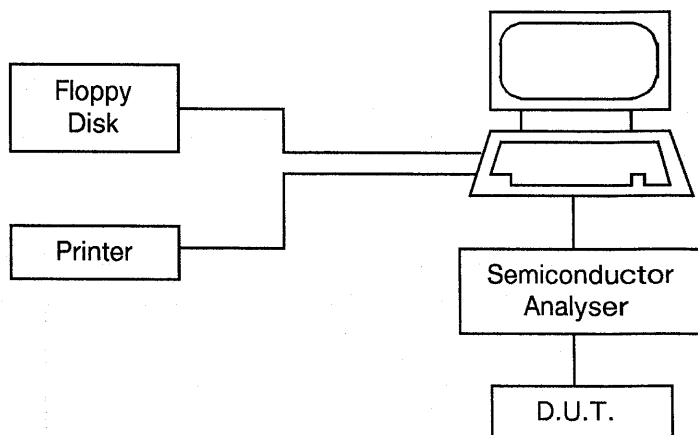 Floppy
Disk
Printer
Semiconductor
Analyser
D.U.T.